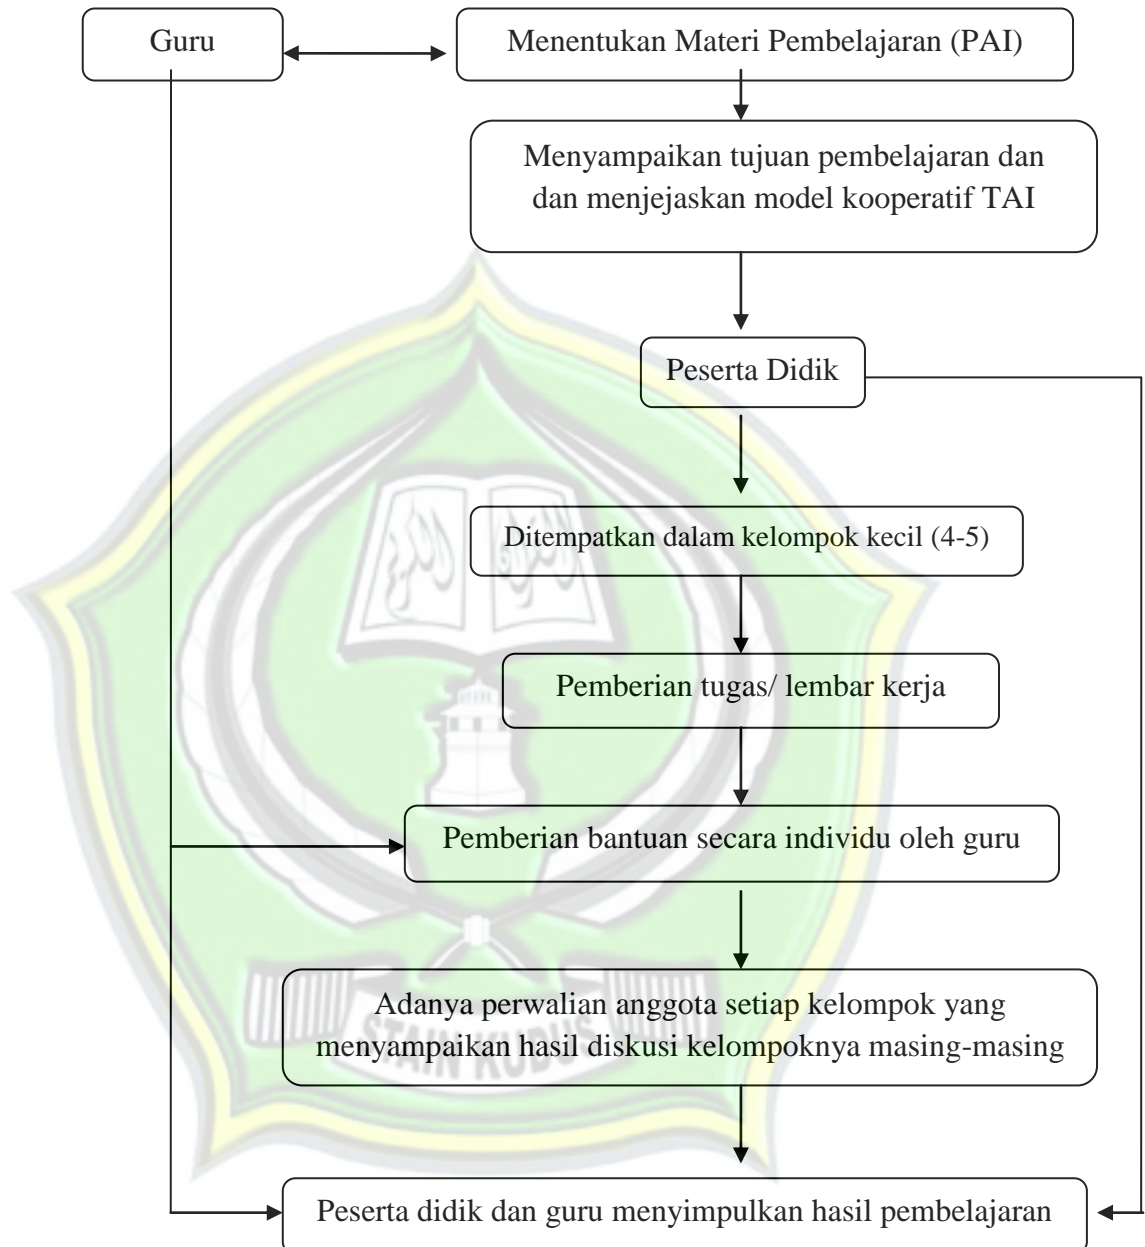 Guru
Menentukan Materi Pembelajaran (PAI)
Menyampaikan tujuan pembelajaran dan
dan menjejaskan model kooperatif TAI
Peserta Didik
Ditempatkan dalam kelompok kecil (4-5)
Pemberian tugas/ lembar kerja
Pemberian bantuan secara individu oleh guru
Adanya perwalian anggota setiap kelompok yang
menyampaikan hasil diskusi kelompoknya masing-masing
STAIN KUDUS
Peserta didik dan guru menyimpulkan hasil pembelajaran